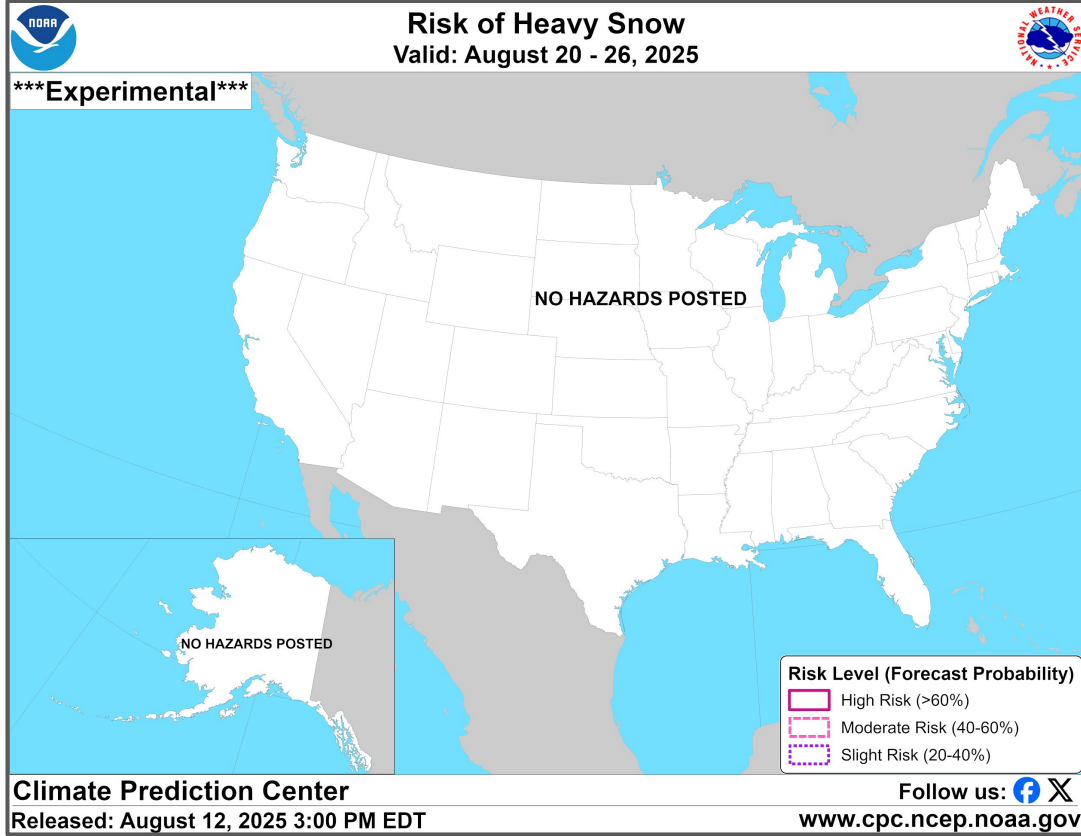 NOAA
Risk of Heavy Snow
Valid: August 20 - 26, 2025
NATIONAL WEATHER SERVICE
***Experimental***
NO HAZARDS POSTED
NO HAZARDS POSTED
Risk Level (Forecast Probability)
High Risk (>60%)
Moderate Risk (40-60%)
Slight Risk (20-40%)
Climate Prediction Center
Follow us:
Released: August 12, 2025 3:00 PM EDT
www.cpc.ncep.noaa.gov